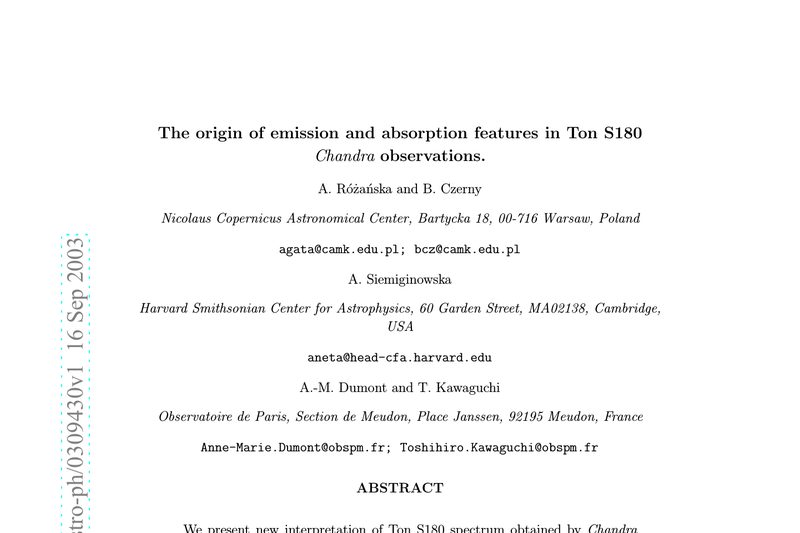 The origin of emission and absorption features in Ton S180
Chandra observations.
A. Różańska and B. Czerny
Nicolaus Copernicus Astronomical Center, Bartycka 18, 00-716 Warsaw, Poland
agata@camk.edu.pl; bcz@camk.edu.pl
A. Siemiginowska
Harvard Smithsonian Center for Astrophysics, 60 Garden Street, MA02138, Cambridge,
USA
aneta@head-cfa.harvard.edu
A.-M. Dumont and T. Kawaguchi
Observatoire de Paris, Section de Meudon, Place Janssen, 92195 Meudon, France
Anne-Marie.Dumont@obspm.fr; Toshihiro.Kawaguchi@obspm.fr
ABSTRACT
We present new interpretation of Ton S180 spectrum obtained by Chandra
stro-ph/0309430v1 16 Sep 2003